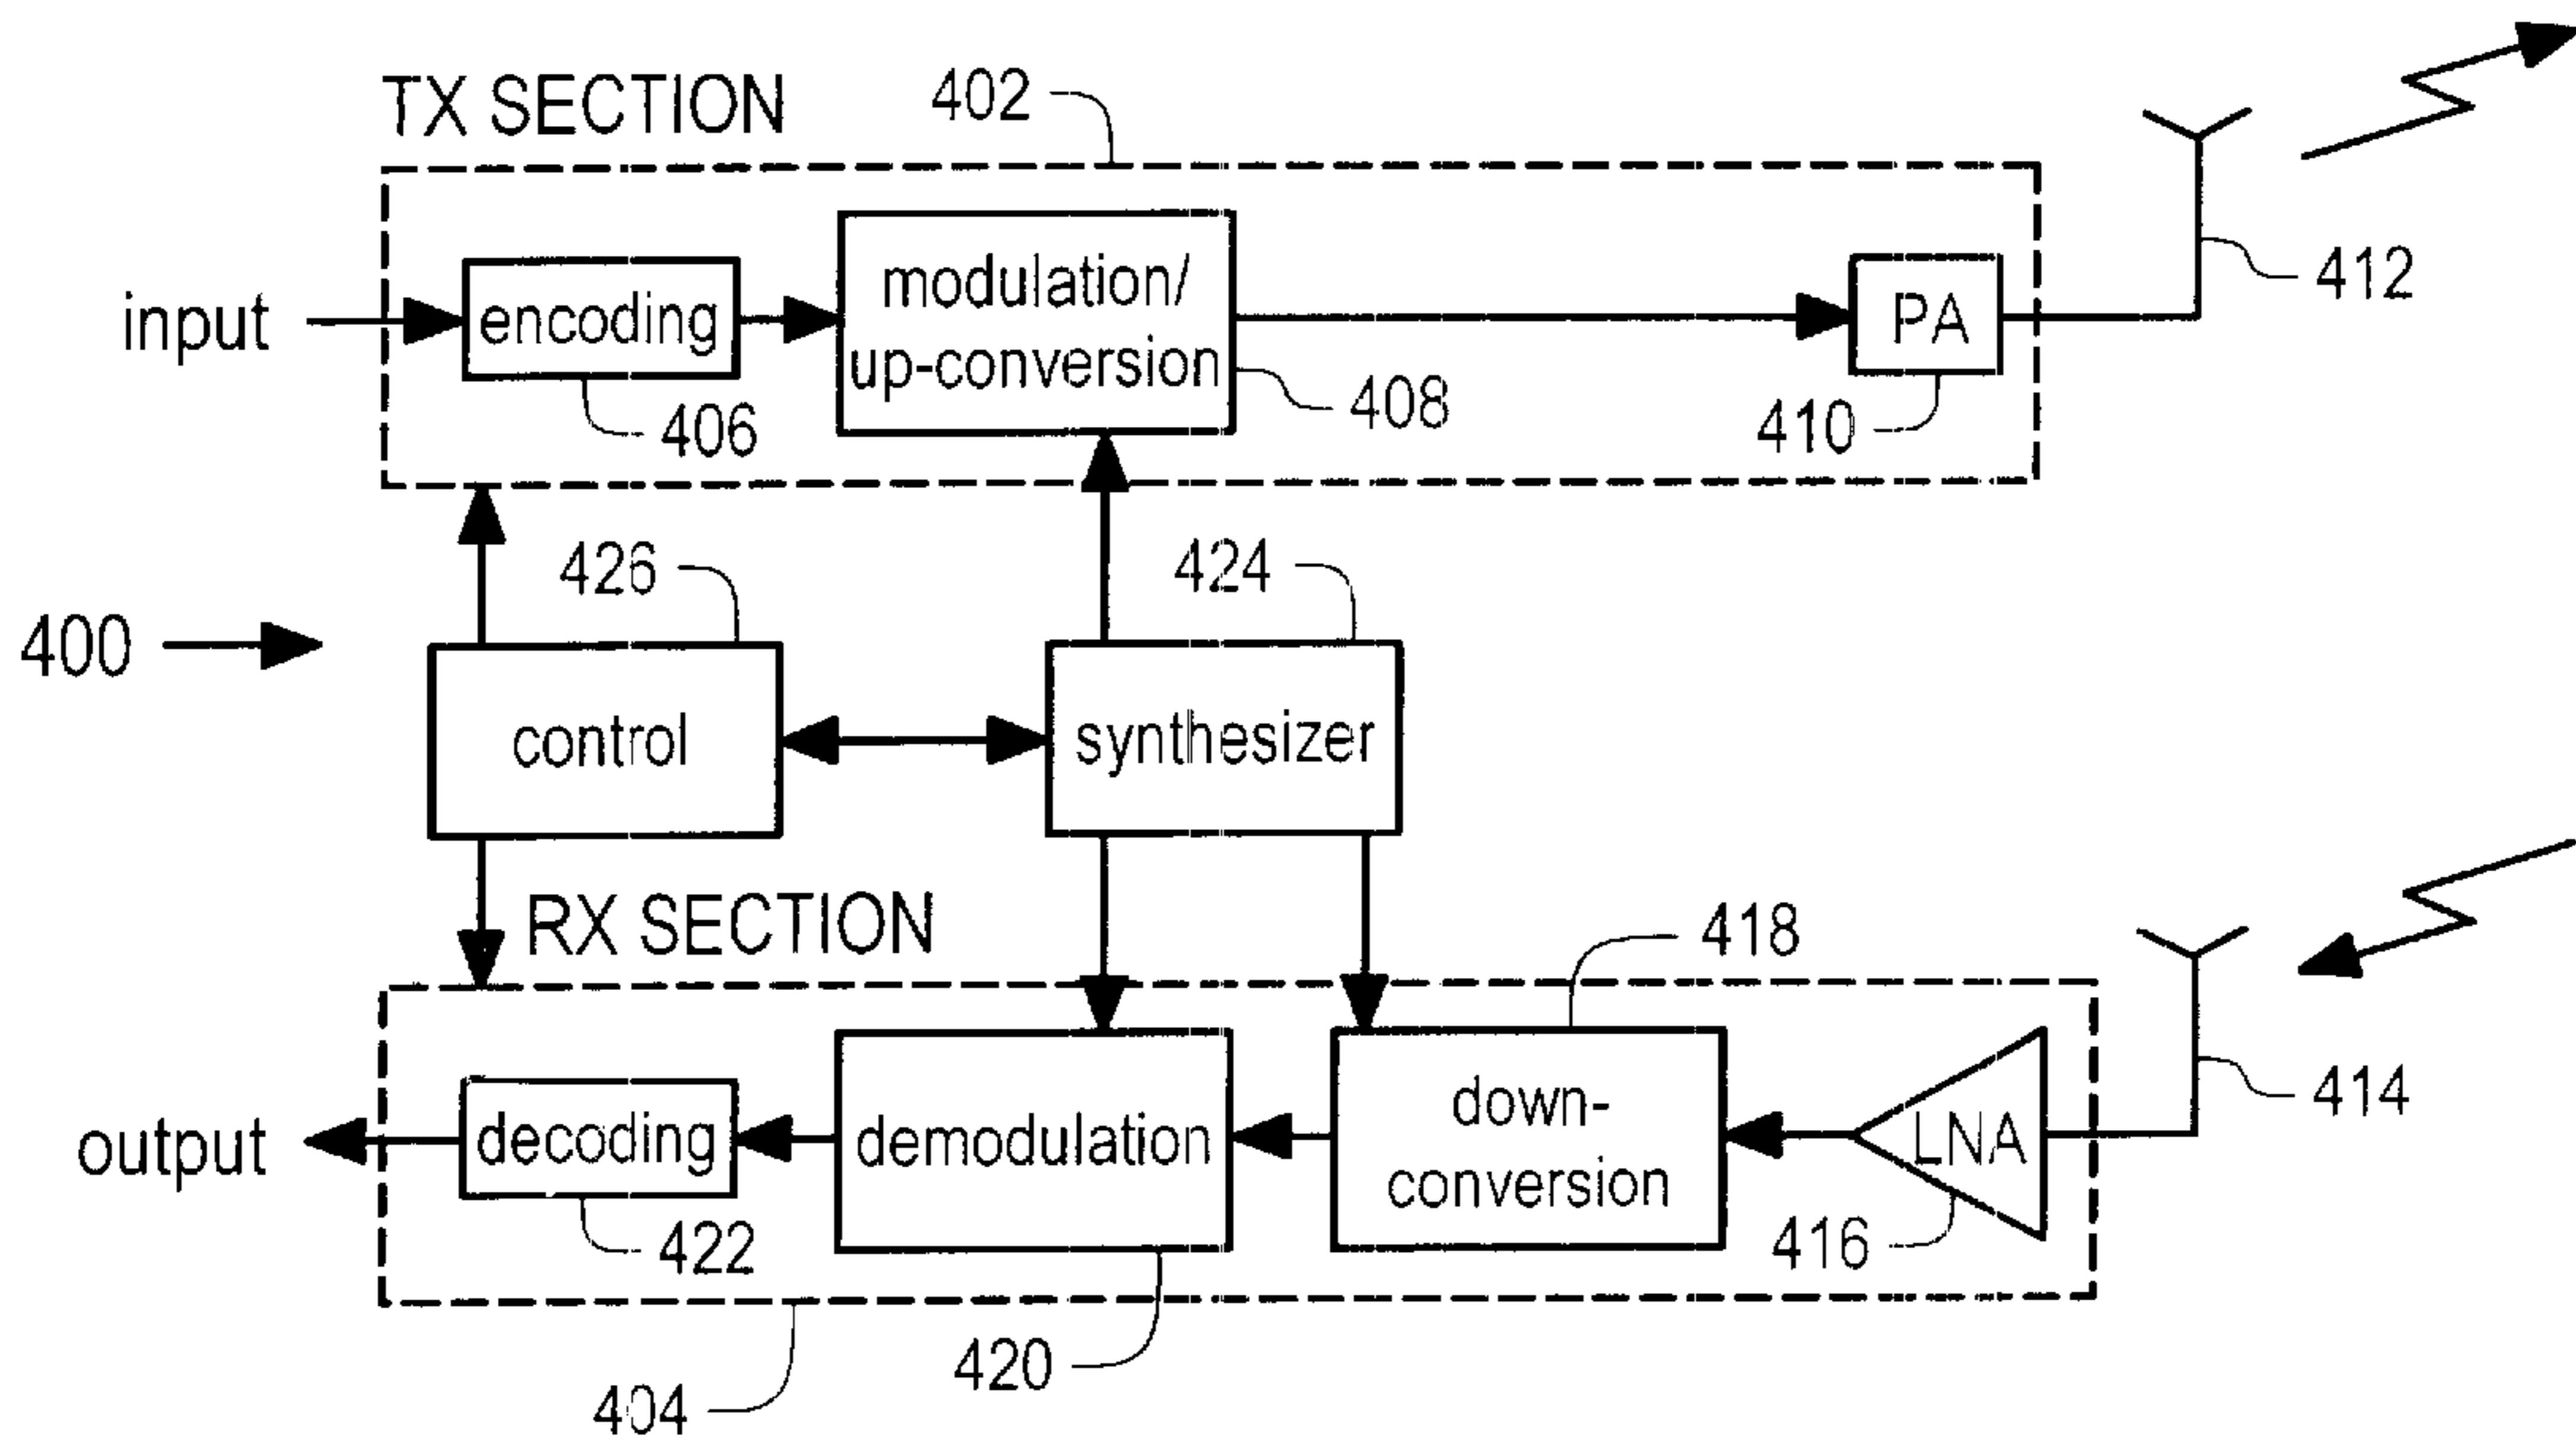 TX SECTION
402
input
encoding
406
modulation/
up-conversion
408
PA
410
412
400
426
control
424
synthesizer
RX SECTION
418
output
decoding
422
demodulation
420
down-
conversion
LNA
416
414
404